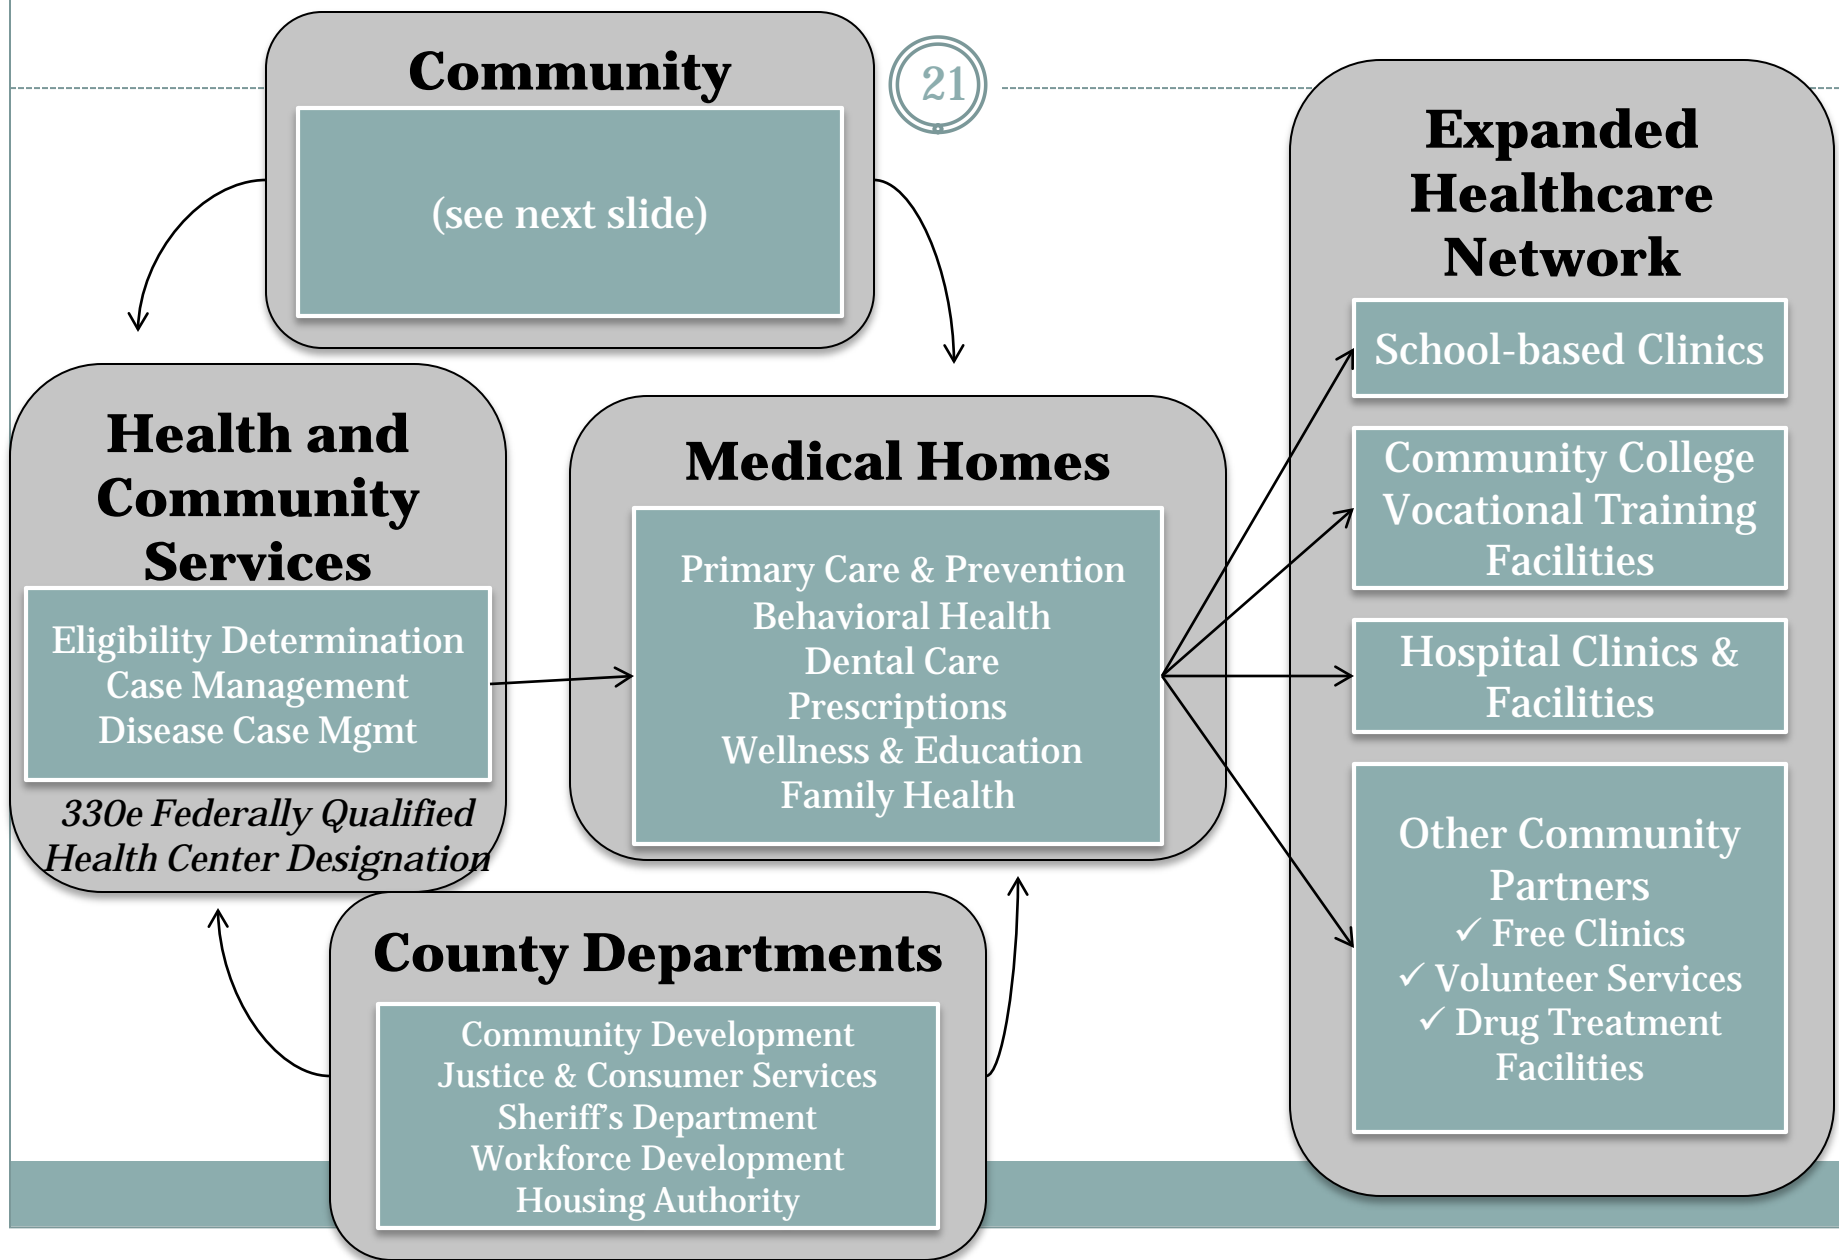 Community
(see next slide)
21
Expanded
Healthcare
Network
School-based Clinics
Community College
Vocational Training
Facilities
Hospital Clinics &
Facilities
Other Community
Partners
✓ Free Clinics
✓ Volunteer Services
✓ Drug Treatment
Facilities
Health and
Community
Services
Eligibility Determination
Case Management
Disease Case Mgmt
330e Federally Qualified
Health Center Designation
Medical Homes
Primary Care & Prevention
Behavioral Health
Dental Care
Prescriptions
Wellness & Education
Family Health
County Departments
Community Development
Justice & Consumer Services
Sheriff's Department
Workforce Development
Housing Authority